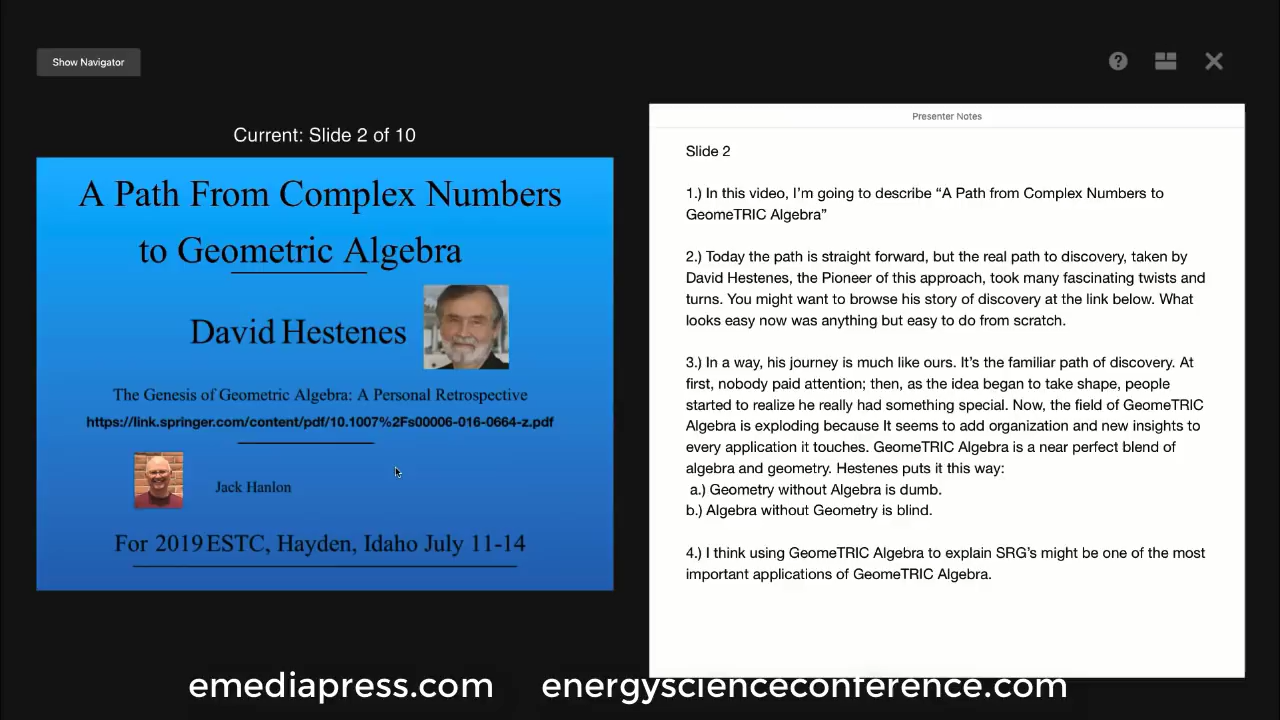 Show Navigator
Current: Slide 2 of 10
A Path From Complex Numbers
to Geometric Algebra
David Hestenes
The Genesis of Geometric Algebra: A Personal Retrospective
https://link.springer.com/content/pdf/10.1007%2Fs00006-016-0664-z.pdf
Jack Hanlon
For 2019 ESTC, Hayden, Idaho July 11-14
Presenter Notes
Slide 2
1.) In this video, I’m going to describe “A Path from Complex Numbers to
GeomeTRIC Algebra”
2.) Today the path is straight forward, but the real path to discovery, taken by
David Hestenes, the Pioneer of this approach, took many fascinating twists and
turns. You might want to browse his story of discovery at the link below. What
looks easy now was anything but easy to do from scratch.
3.) In a way, his journey is much like ours. It’s the familiar path of discovery. At
first, nobody paid attention; then, as the idea began to take shape, people
started to realize he really had something special. Now, the field of GeomeTRIC
Algebra is exploding because It seems to add organization and new insights to
every application it touches. GeomeTRIC Algebra is a near perfect blend of
algebra and geometry. Hestenes puts it this way:
a.) Geometry without Algebra is dumb.
b.) Algebra without Geometry is blind.
4.) I think using GeomeTRIC Algebra to explain SRG’s might be one of the most
important applications of GeomeTRIC Algebra.
emediapress.com energyscienceconference.com